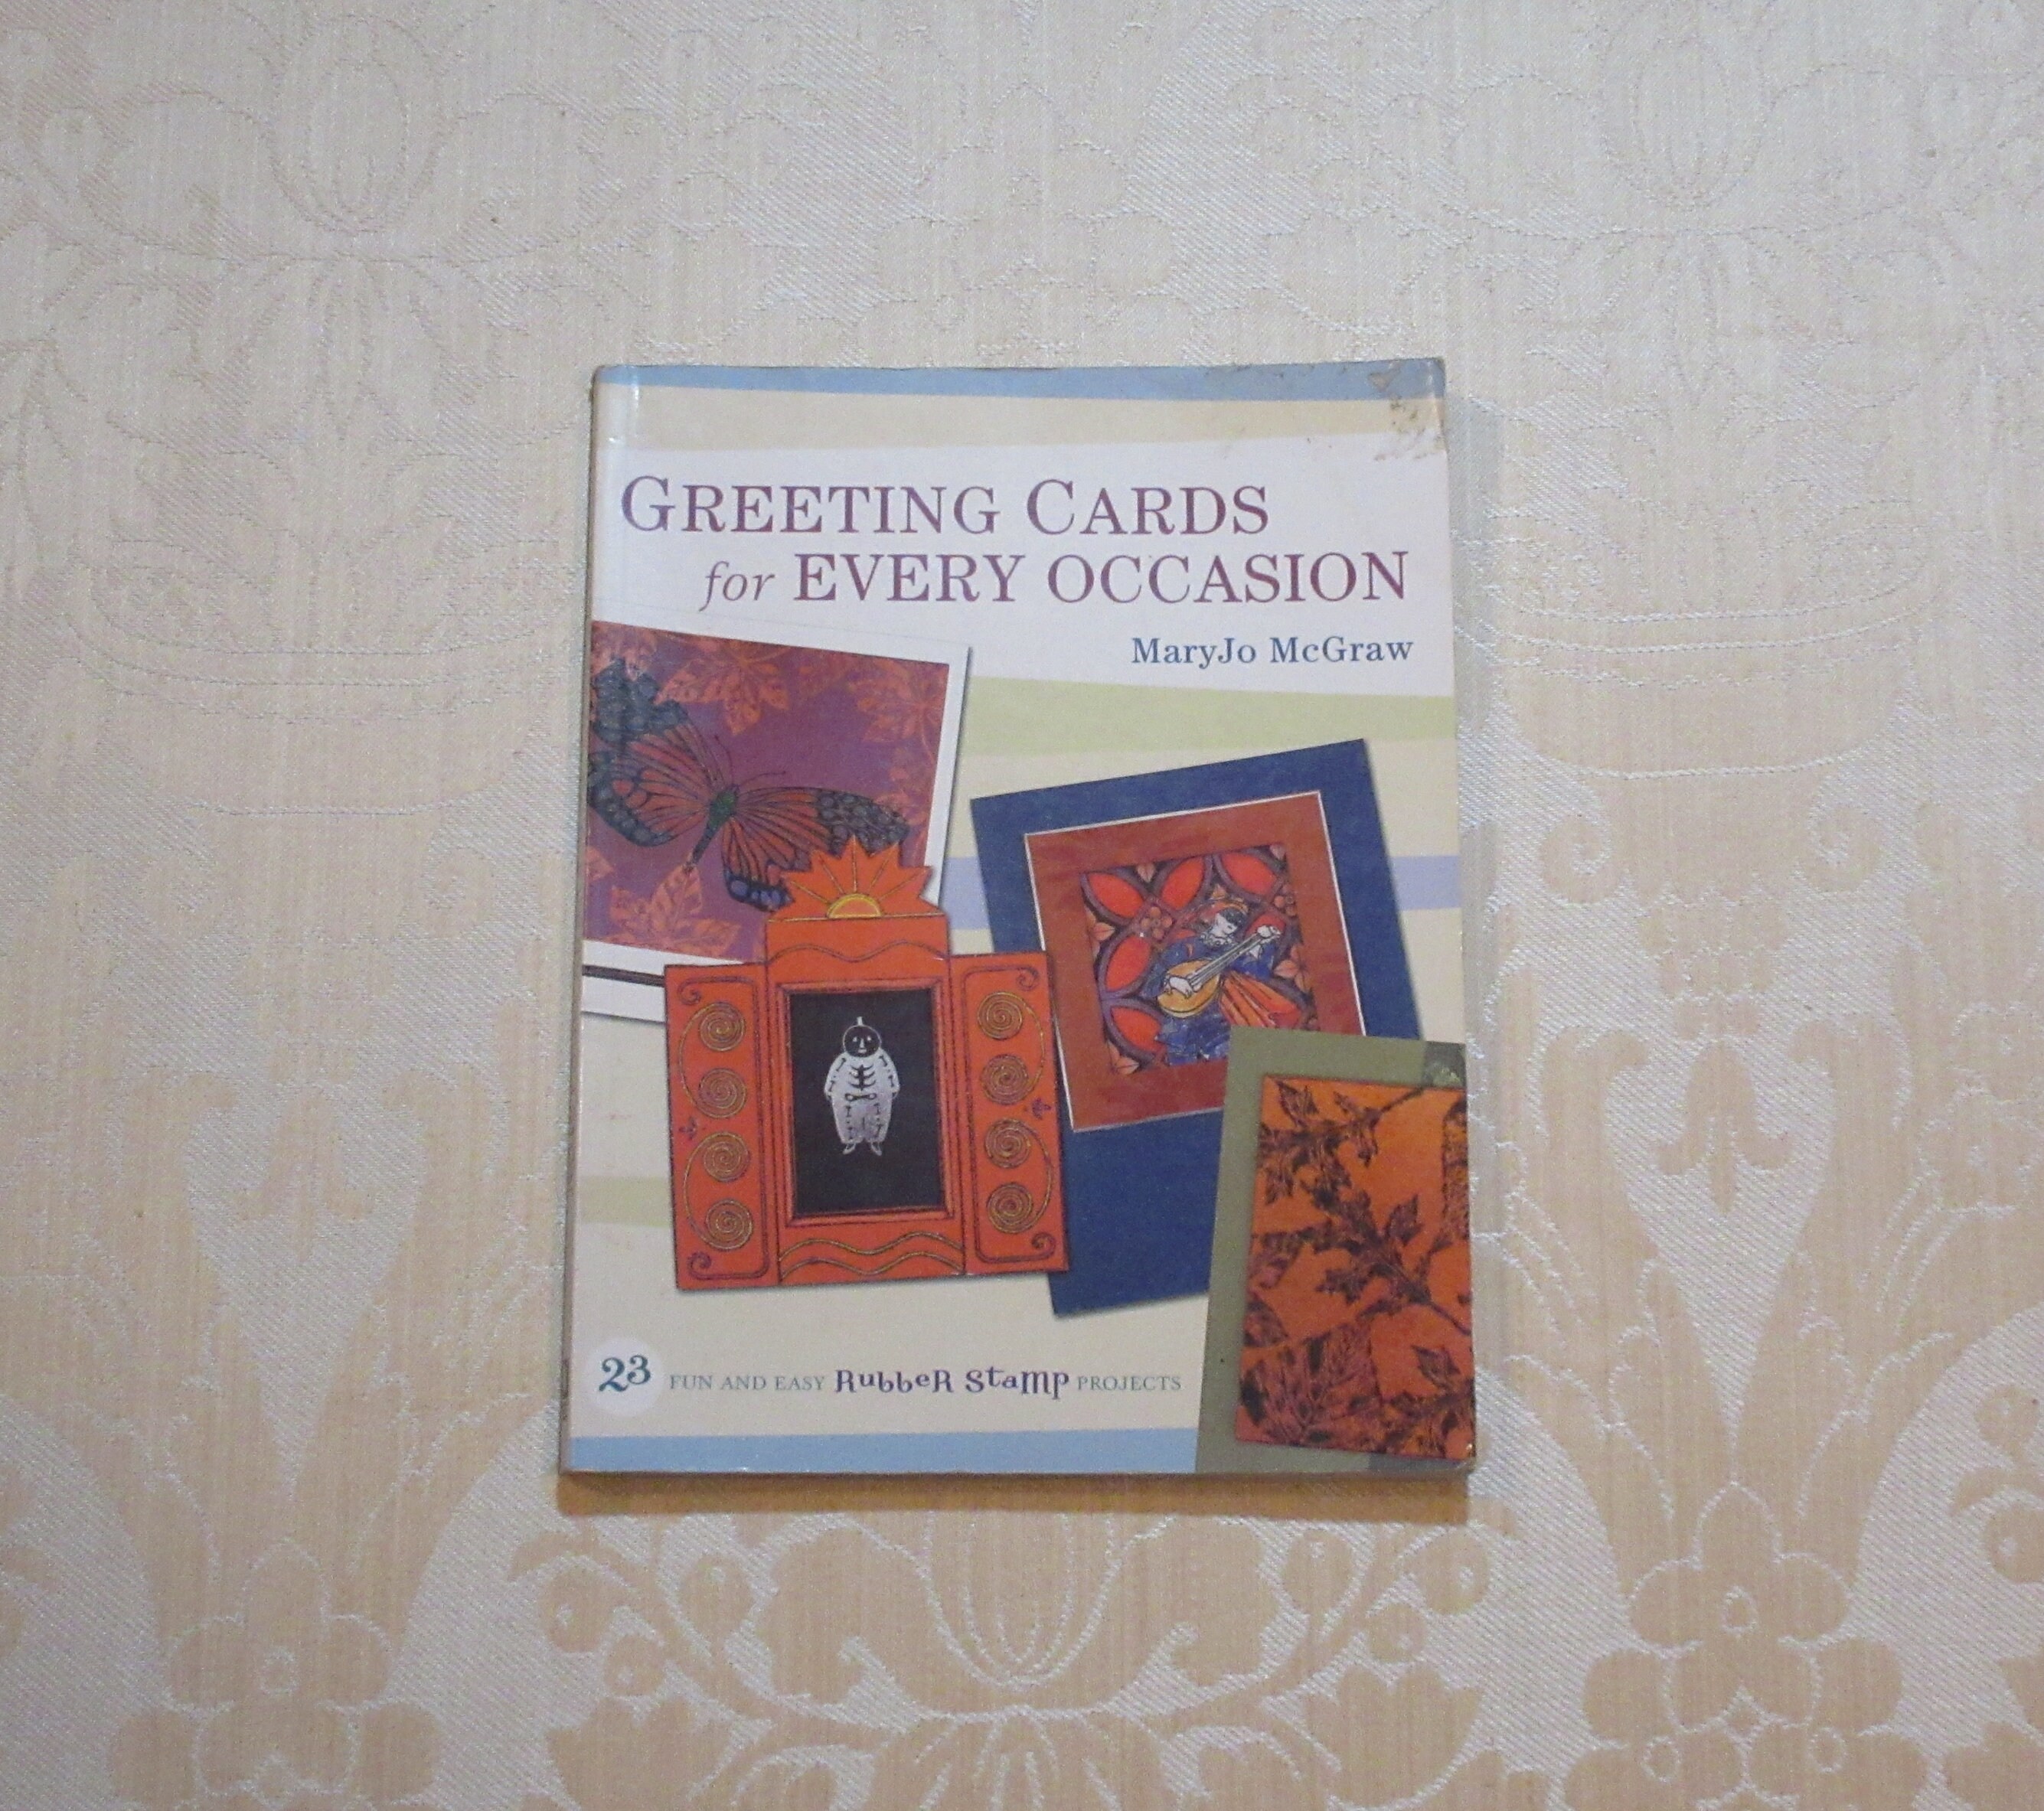 GREETING CARDS
for EVERY OCCASION
MaryJo McGraw
23 FUN AND EASY RubbeR StaMp PROJECTS